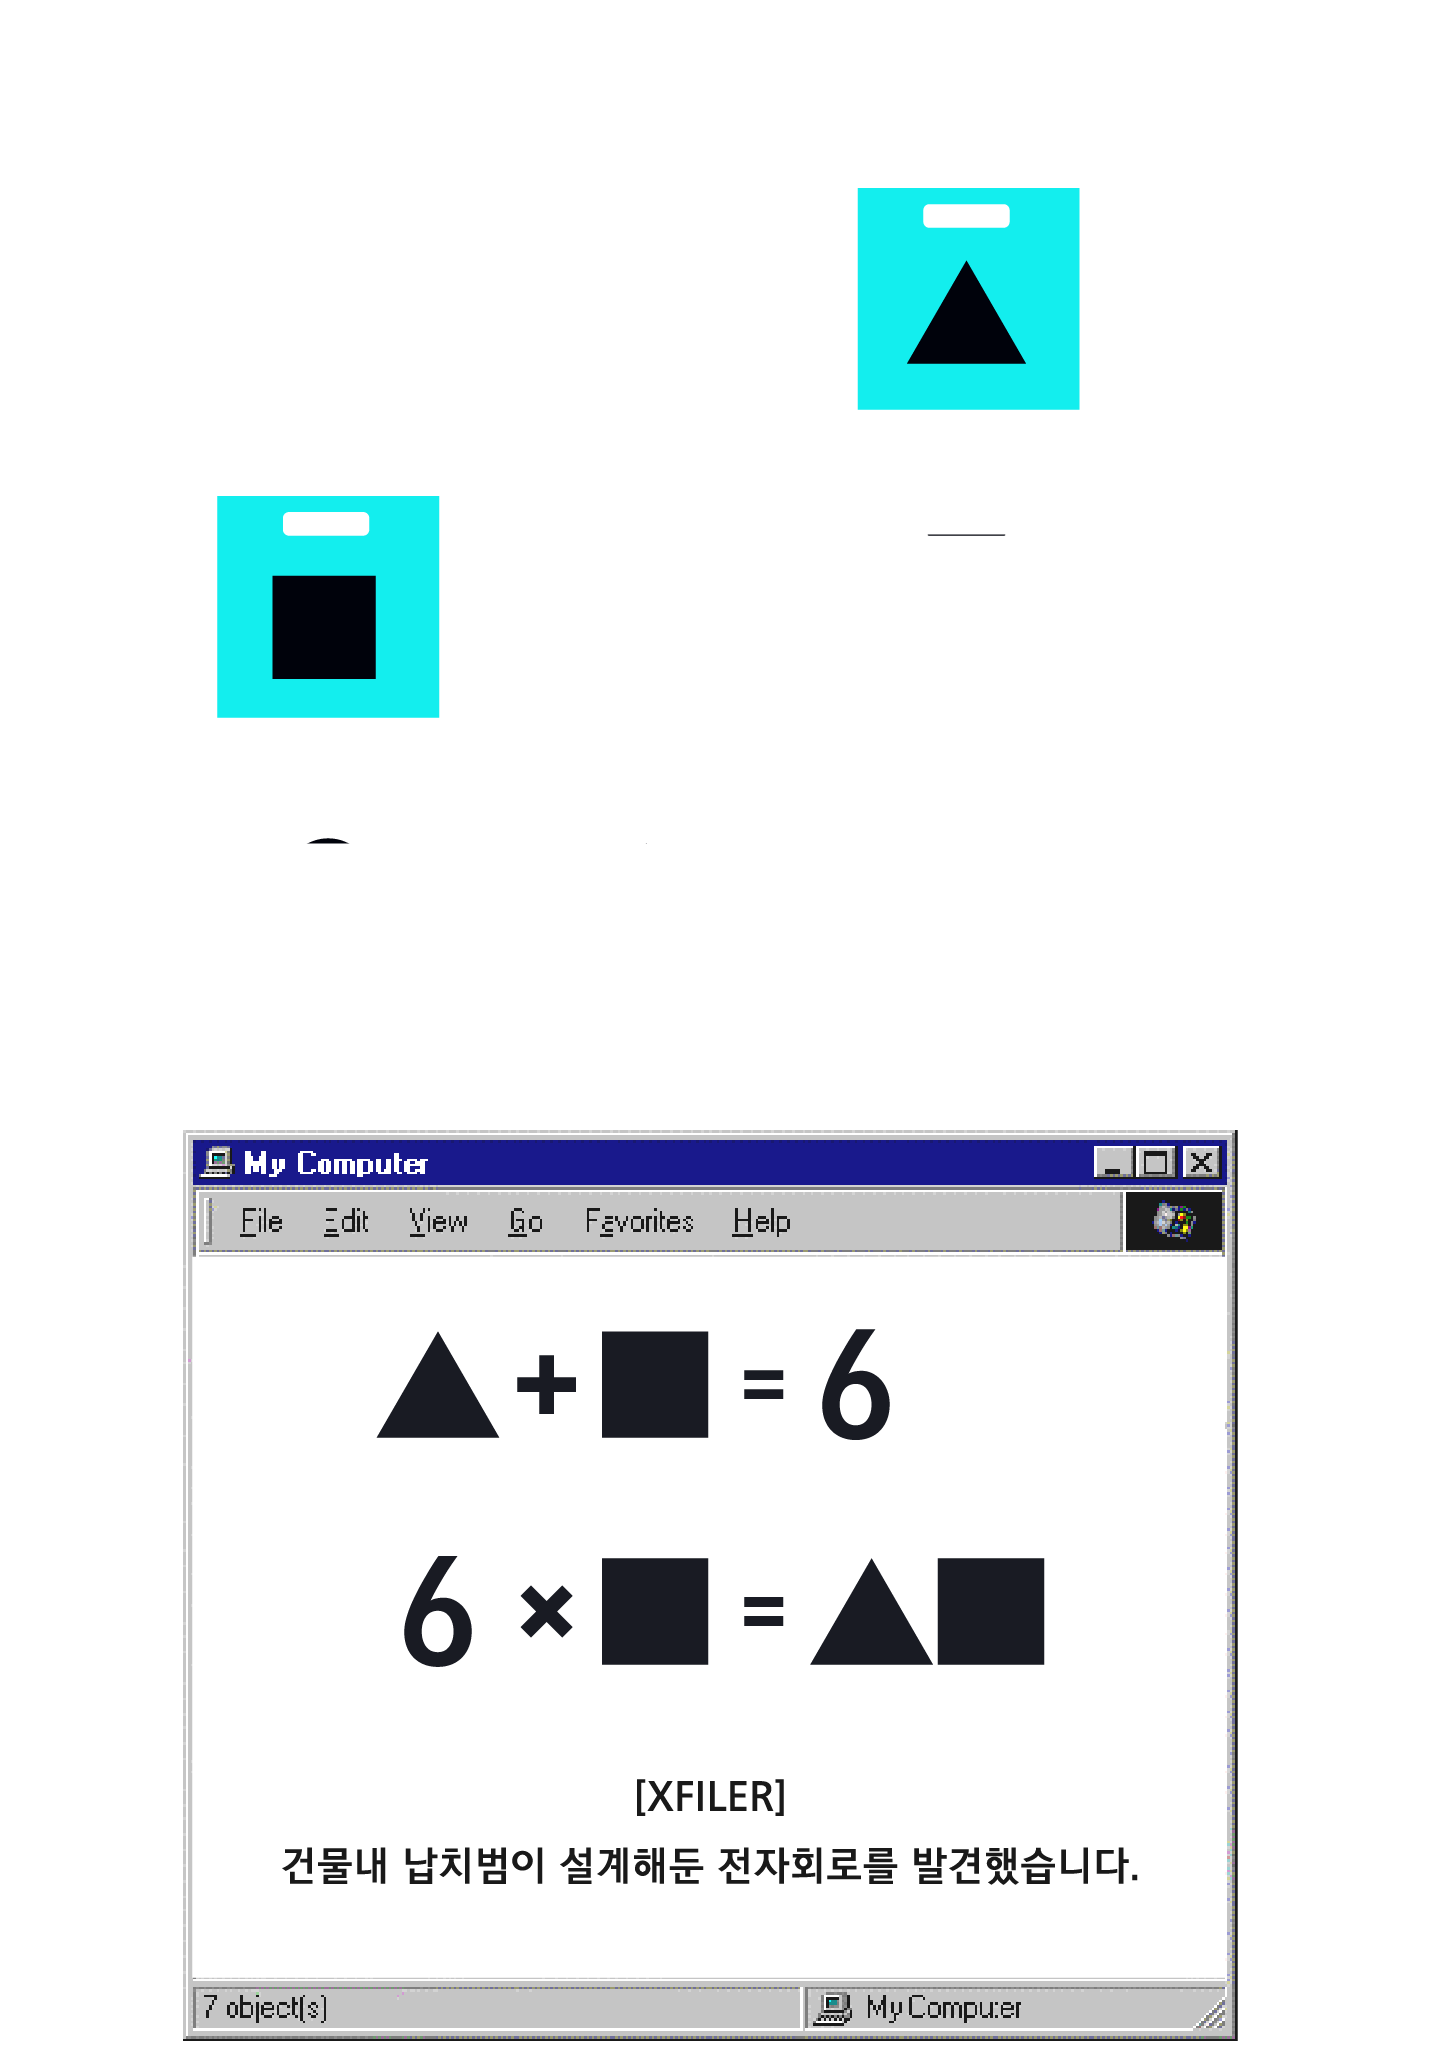 My Computer
File Edit View Go Favorites Help
▲ + ■ = 6
6 × ■ = ▲■
[XFILER]
건물내 납치범이 설계해둔 전자회로를 발견했습니다.
7 object(s) My Computer